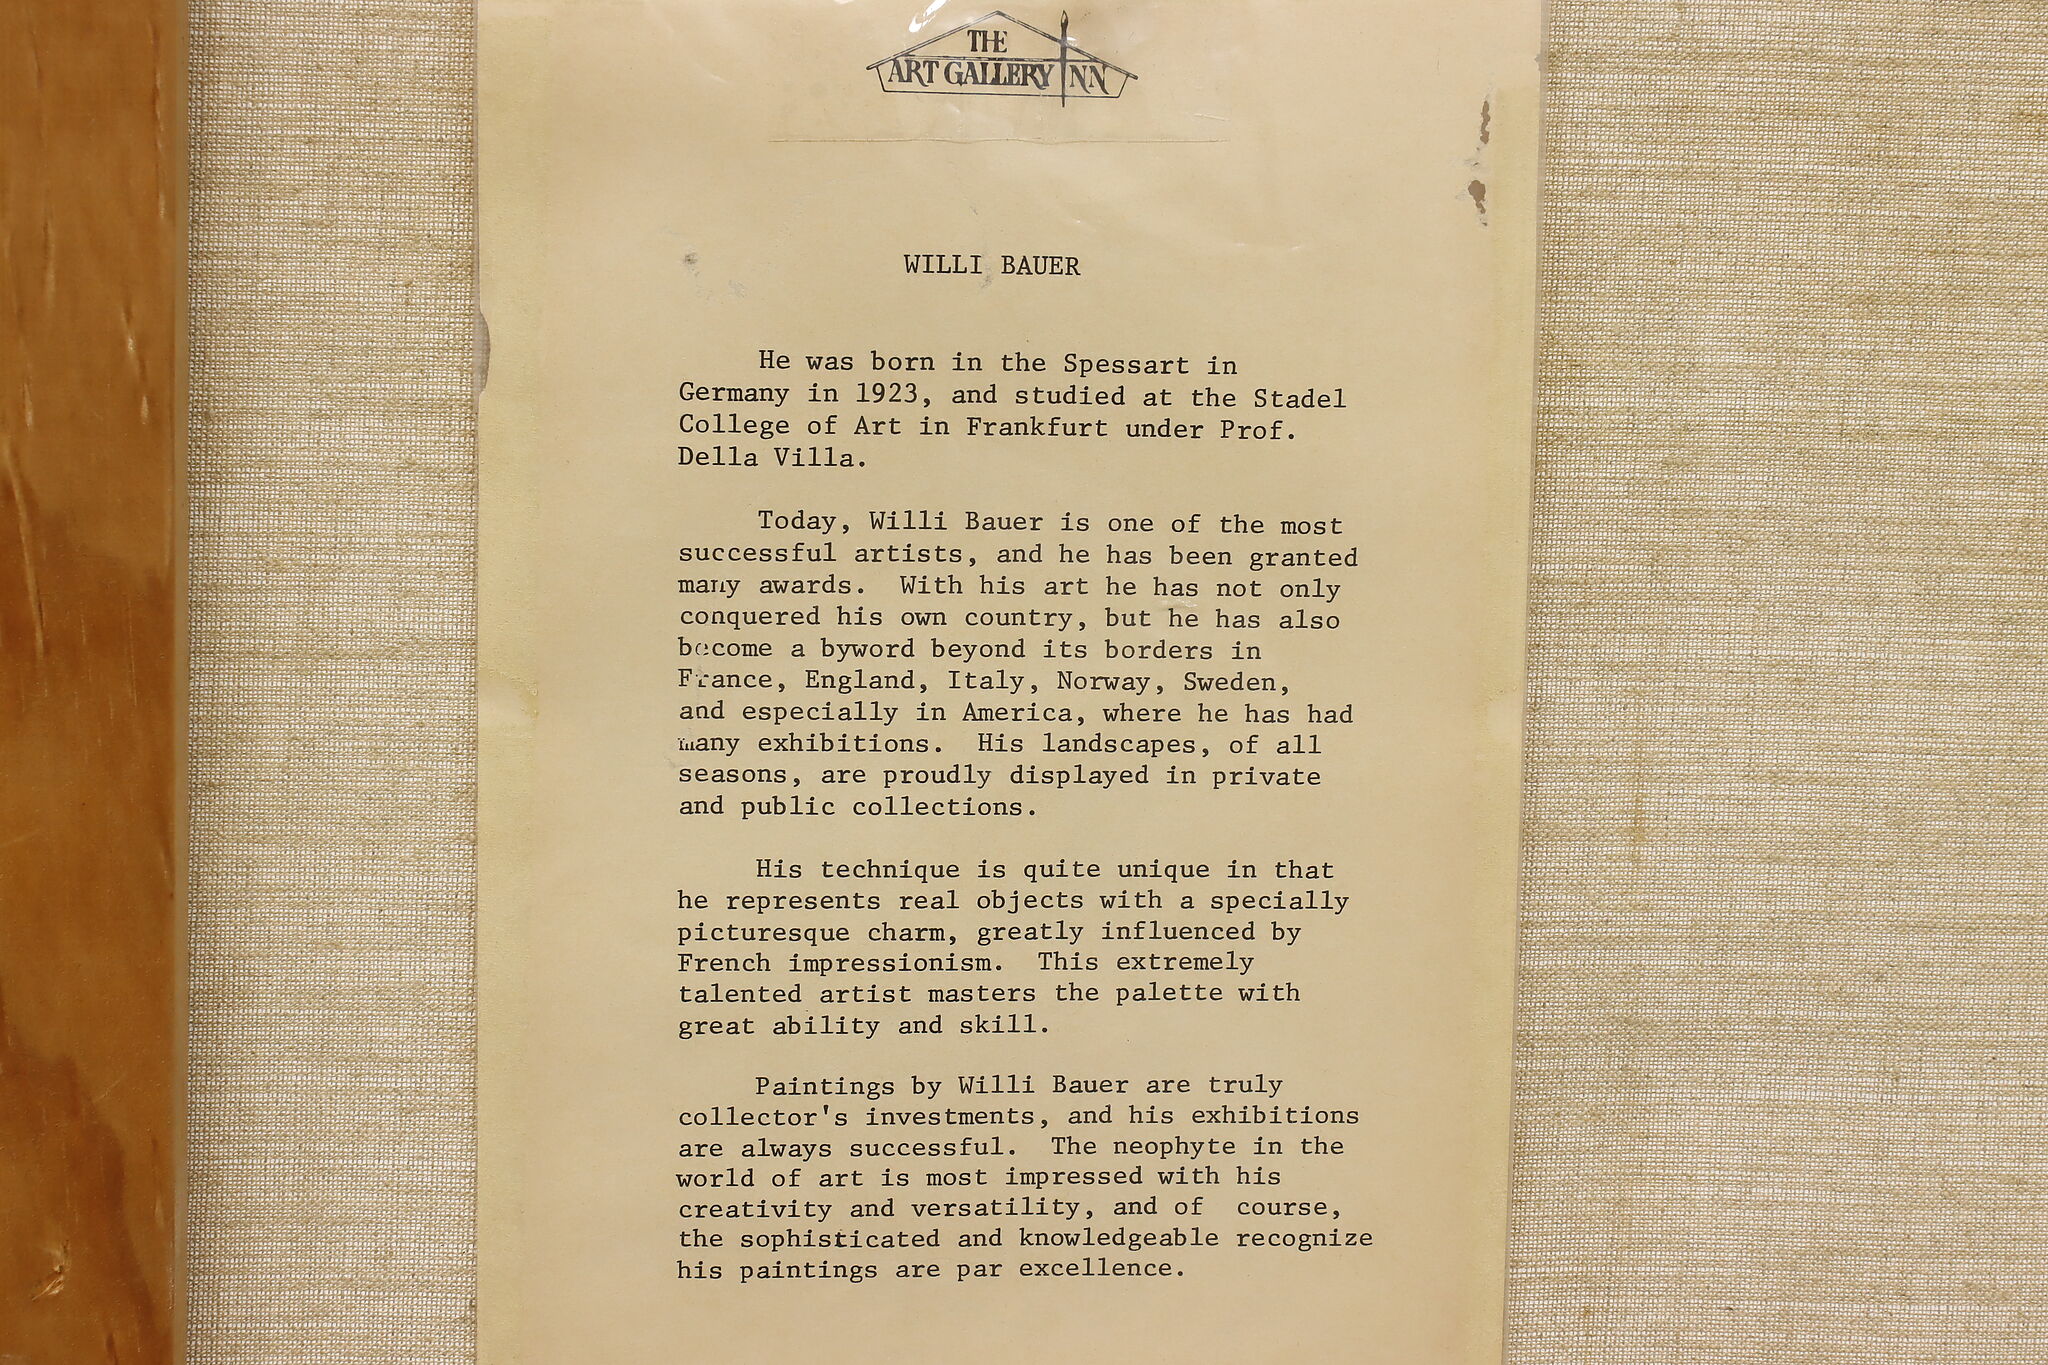 THE
ART GALLERY INN
WILLI BAUER
He was born in the Spessart in
Germany in 1923, and studied at the Stadel
College of Art in Frankfurt under Prof.
Della Villa.
Today, Willi Bauer is one of the most
successful artists, and he has been granted
many awards. With his art he has not only
conquered his own country, but he has also
become a byword beyond its borders in
France, England, Italy, Norway, Sweden,
and especially in America, where he has had
many exhibitions. His landscapes, of all
seasons, are proudly displayed in private
and public collections.
His technique is quite unique in that
he represents real objects with a specially
picturesque charm, greatly influenced by
French impressionism. This extremely
talented artist masters the palette with
great ability and skill.
Paintings by Willi Bauer are truly
collector's investments, and his exhibitions
are always successful. The neophyte in the
world of art is most impressed with his
creativity and versatility, and of course,
the sophisticated and knowledgeable recognize
his paintings are par excellence.